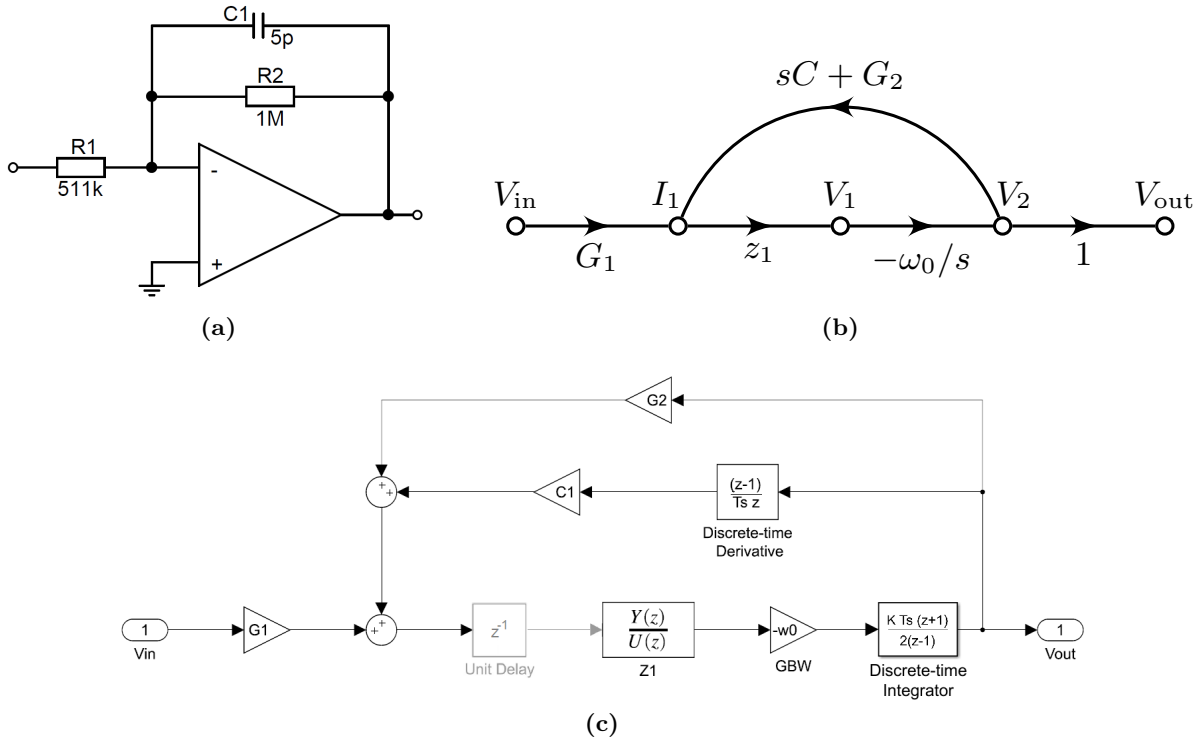 C1
5p
R2
1M
R1
511k
-
+
(a)
sC + G₂
V_in
I₁
V₁
V₂
V_out
G₁
z₁
−ω₀/s
1
(b)
G2
+
+
C1
(z-1)
Ts z
Discrete-time
Derivative
1
Vin
G1
+
+
z⁻¹
Unit Delay
Y(z)
U(z)
Z1
-w0
GBW
K Ts (z+1)
2(z-1)
Discrete-time
Integrator
1
Vout
(c)